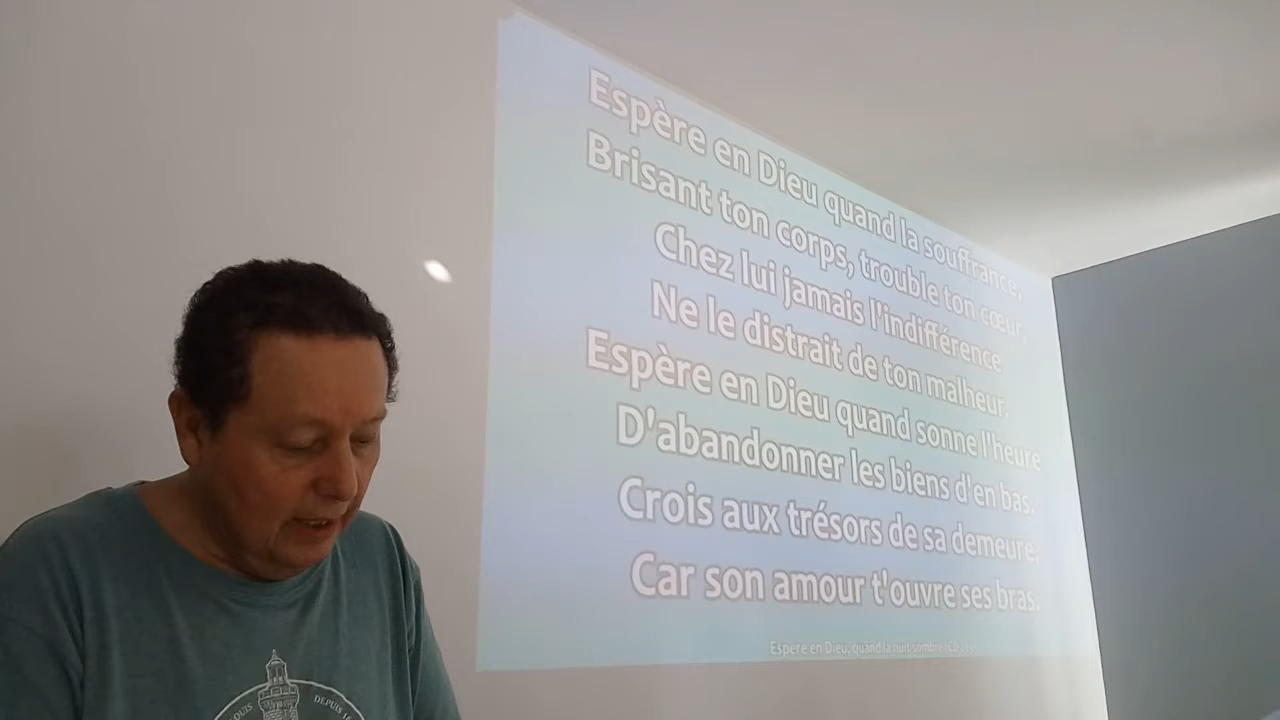 Espère en Dieu quand la souffrance,
Brisant ton corps, trouble ton cœur,
Chez lui jamais l'indifférence
Ne le distrait de ton malheur.
Espère en Dieu quand sonne l'heure
D'abandonner les biens d'en bas.
Crois aux trésors de sa demeure,
Car son amour t'ouvre ses bras.
Espère en Dieu, quand la nuit sombre
DEPUIS